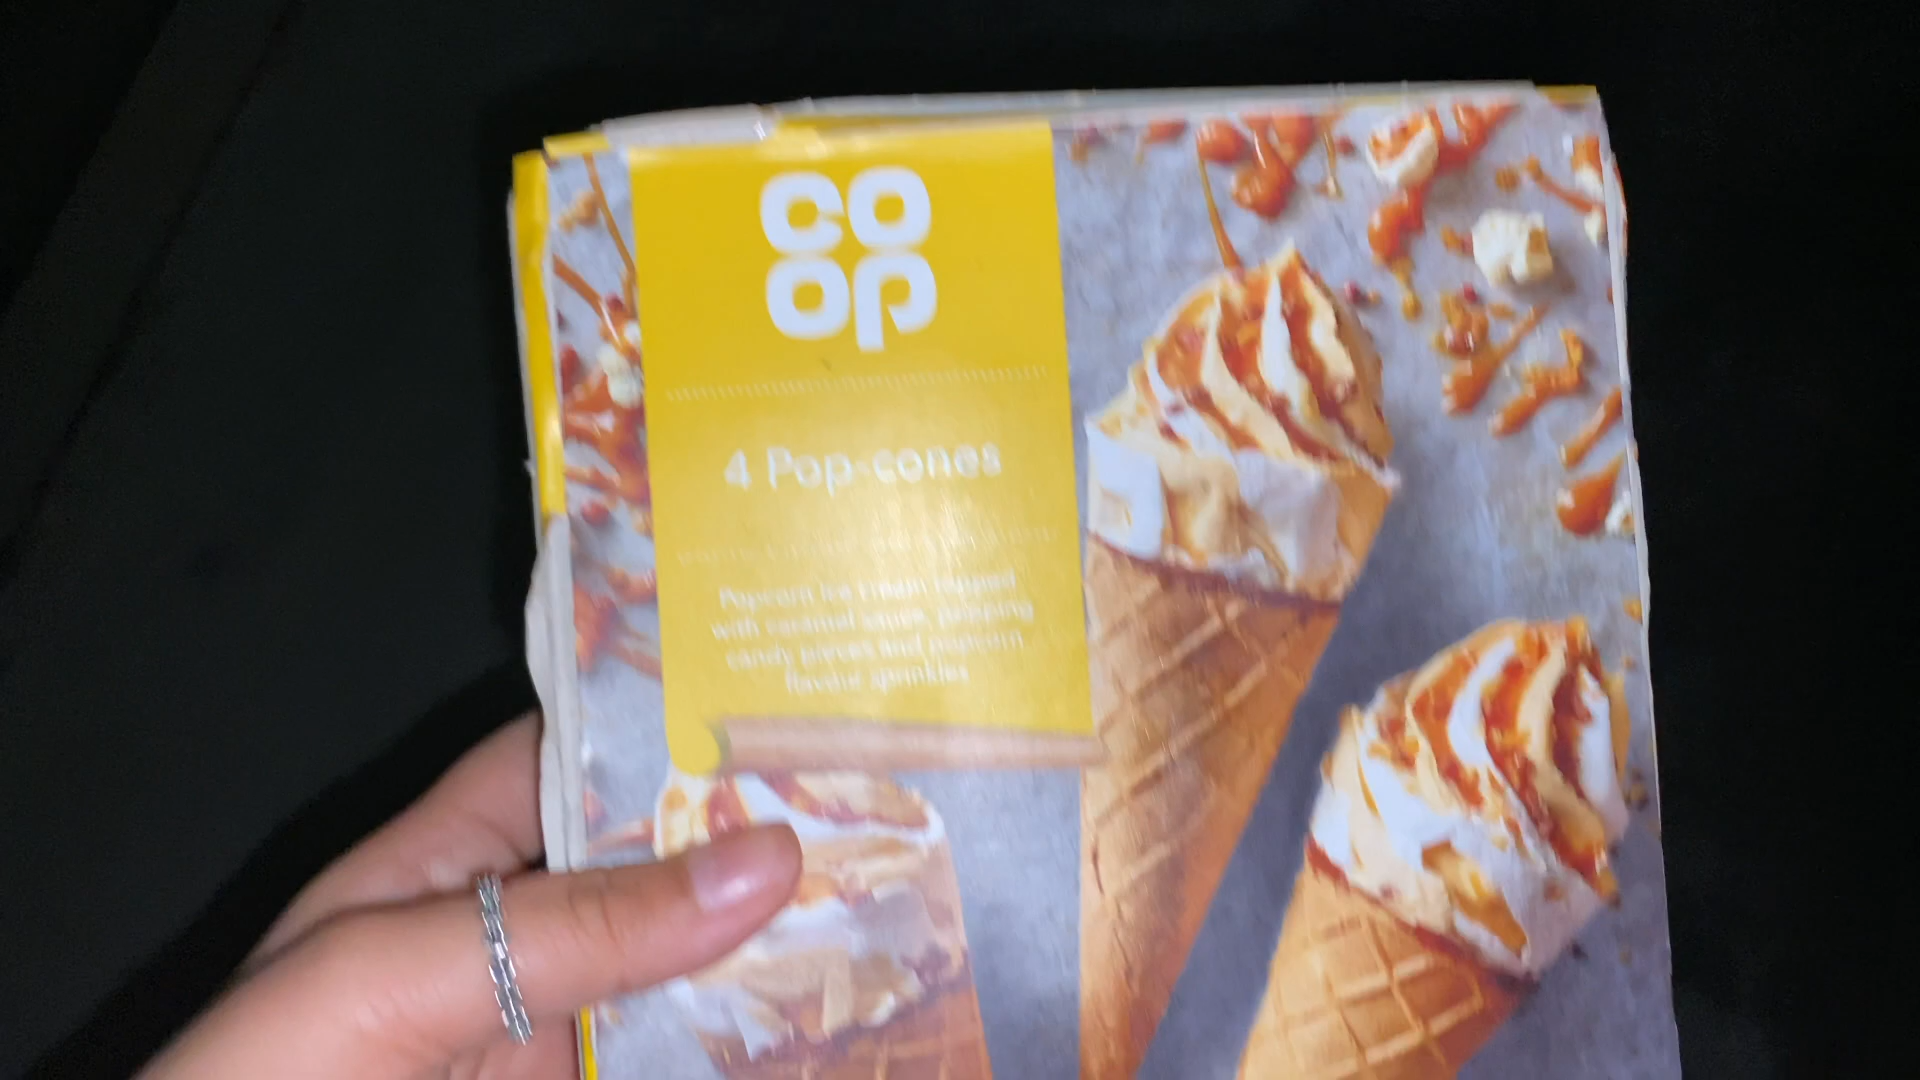 CO
OP
4 Pop-cones
Popcorn ice cream topped
with caramel sauce, popping
candy pieces and popcorn
flavour sprinkles